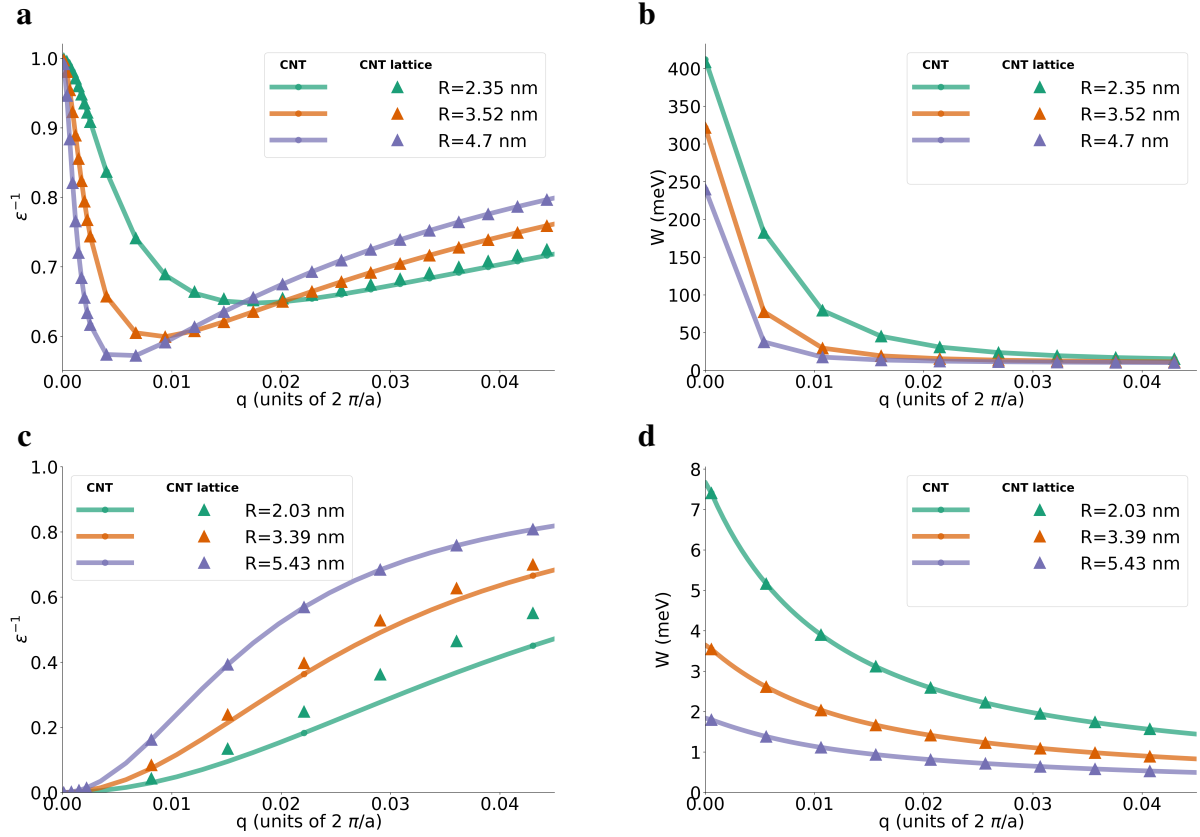 a
1.0
0.9
0.8
0.7
0.6
ε⁻¹
0.00
0.01
0.02
0.03
0.04
q (units of 2 π/a)
CNT CNT lattice
R=2.35 nm
R=3.52 nm
R=4.7 nm
b
400
350
300
250
200
150
100
50
0
W (meV)
0.00
0.01
0.02
0.03
0.04
q (units of 2 π/a)
CNT CNT lattice
R=2.35 nm
R=3.52 nm
R=4.7 nm
c
1.0
0.8
0.6
0.4
0.2
0.0
ε⁻¹
0.00
0.01
0.02
0.03
0.04
q (units of 2 π/a)
CNT CNT lattice
R=2.03 nm
R=3.39 nm
R=5.43 nm
d
8
7
6
5
4
3
2
1
0
W (meV)
0.00
0.01
0.02
0.03
0.04
q (units of 2 π/a)
CNT CNT lattice
R=2.03 nm
R=3.39 nm
R=5.43 nm